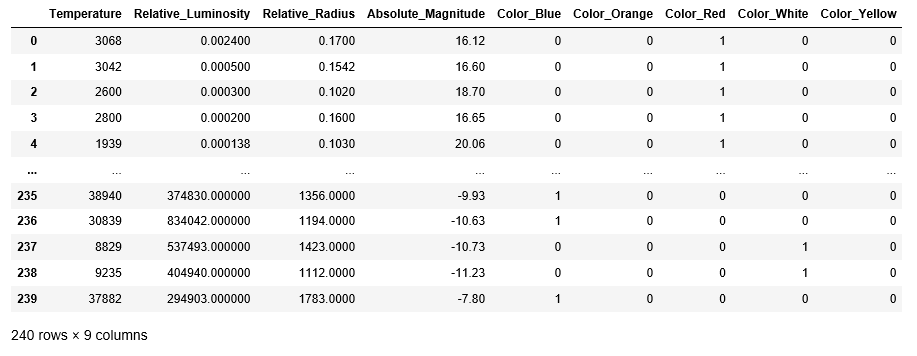 Temperature Relative_Luminosity Relative_Radius Absolute_Magnitude Color_Blue Color_Orange Color_Red Color_White Color_Yellow
0 3068 0.002400 0.1700 16.12 0 0 1 0 0
1 3042 0.000500 0.1542 16.60 0 0 1 0 0
2 2600 0.000300 0.1020 18.70 0 0 1 0 0
3 2800 0.000200 0.1600 16.65 0 0 1 0 0
4 1939 0.000138 0.1030 20.06 0 0 1 0 0
... ... ... ... ... ... ... ... ... ...
235 38940 374830.000000 1356.0000 -9.93 1 0 0 0 0
236 30839 834042.000000 1194.0000 -10.63 1 0 0 0 0
237 8829 537493.000000 1423.0000 -10.73 0 0 0 1 0
238 9235 404940.000000 1112.0000 -11.23 0 0 0 1 0
239 37882 294903.000000 1783.0000 -7.80 1 0 0 0 0
240 rows × 9 columns